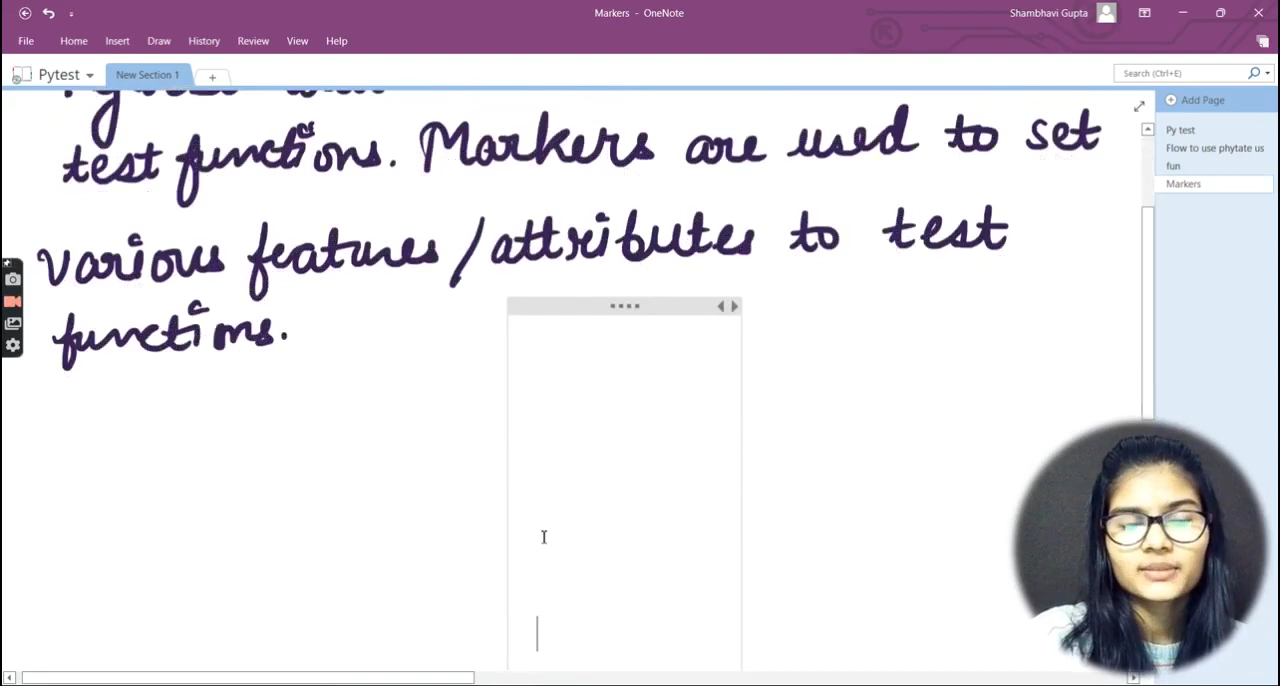 Markers - OneNote
Shambhavi Gupta
File Home Insert Draw History Review View Help
Pytest
New Section 1
Search (Ctrl+E)
Add Page
Py test
Flow to use phytate us
fun
Markers
test functions. Markers are used to set
various features/attributes to test
functions.